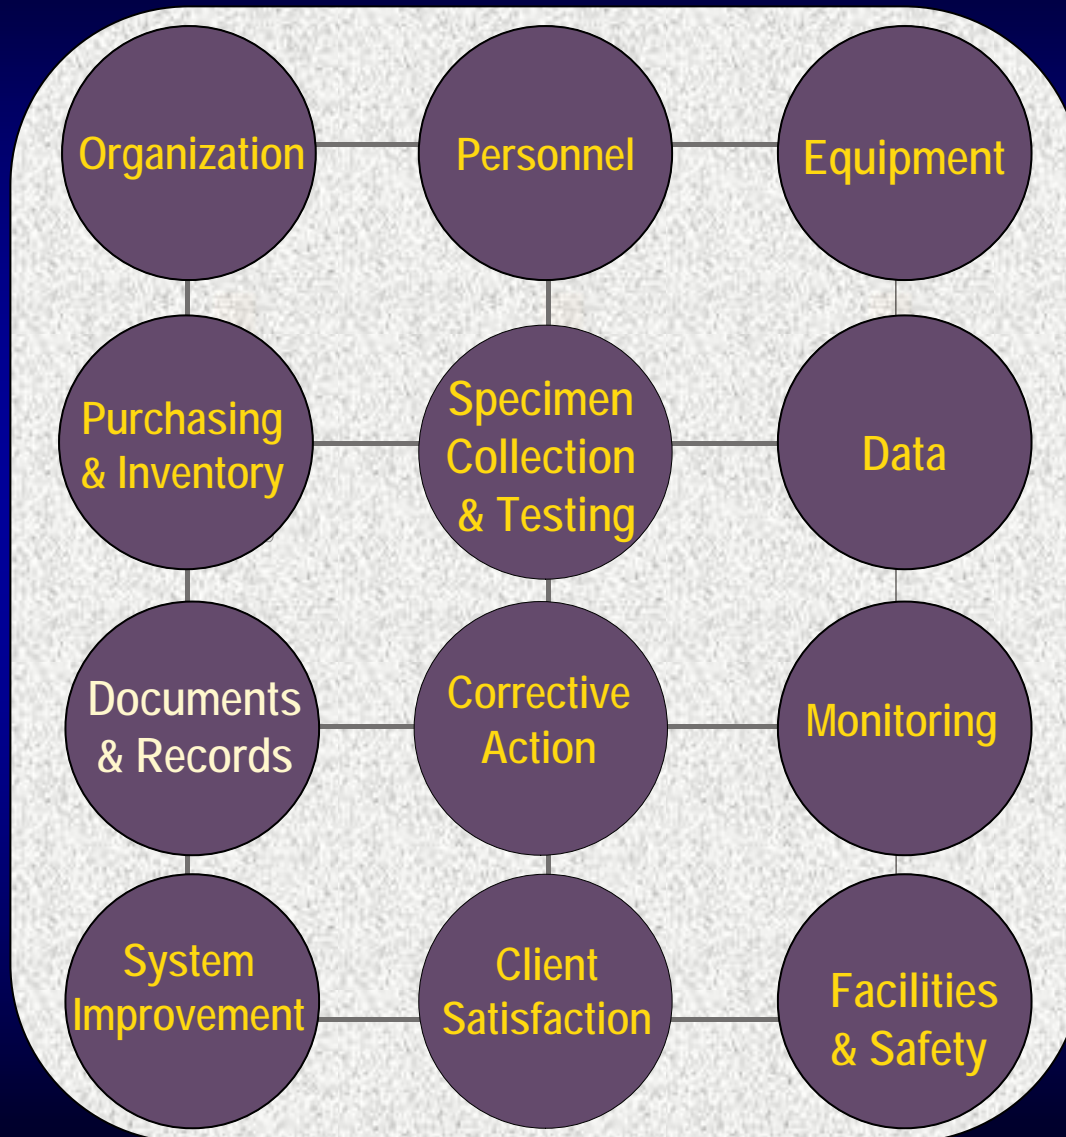 Organization
Personnel
Equipment
Purchasing
& Inventory
Specimen
Collection
& Testing
Data
Documents
& Records
Corrective
Action
Monitoring
System
Improvement
Client
Satisfaction
Facilities
& Safety